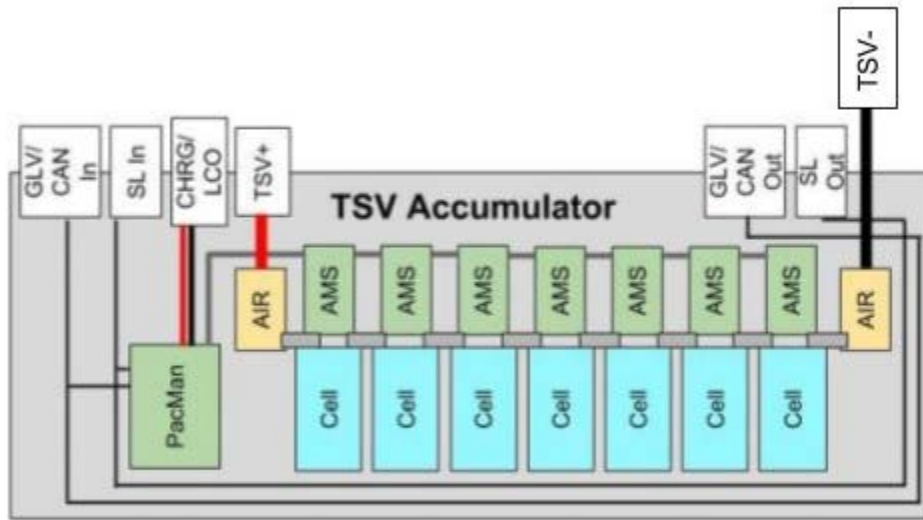 TSV-
GLV/
CAN
In
SL In
CHRG/
LCO
TSV+
GLV/
CAN
Out
SL
Out
TSV Accumulator
AIR
AMS
AMS
AMS
AMS
AMS
AMS
AMS
AIR
PacMan
Cell
Cell
Cell
Cell
Cell
Cell
Cell